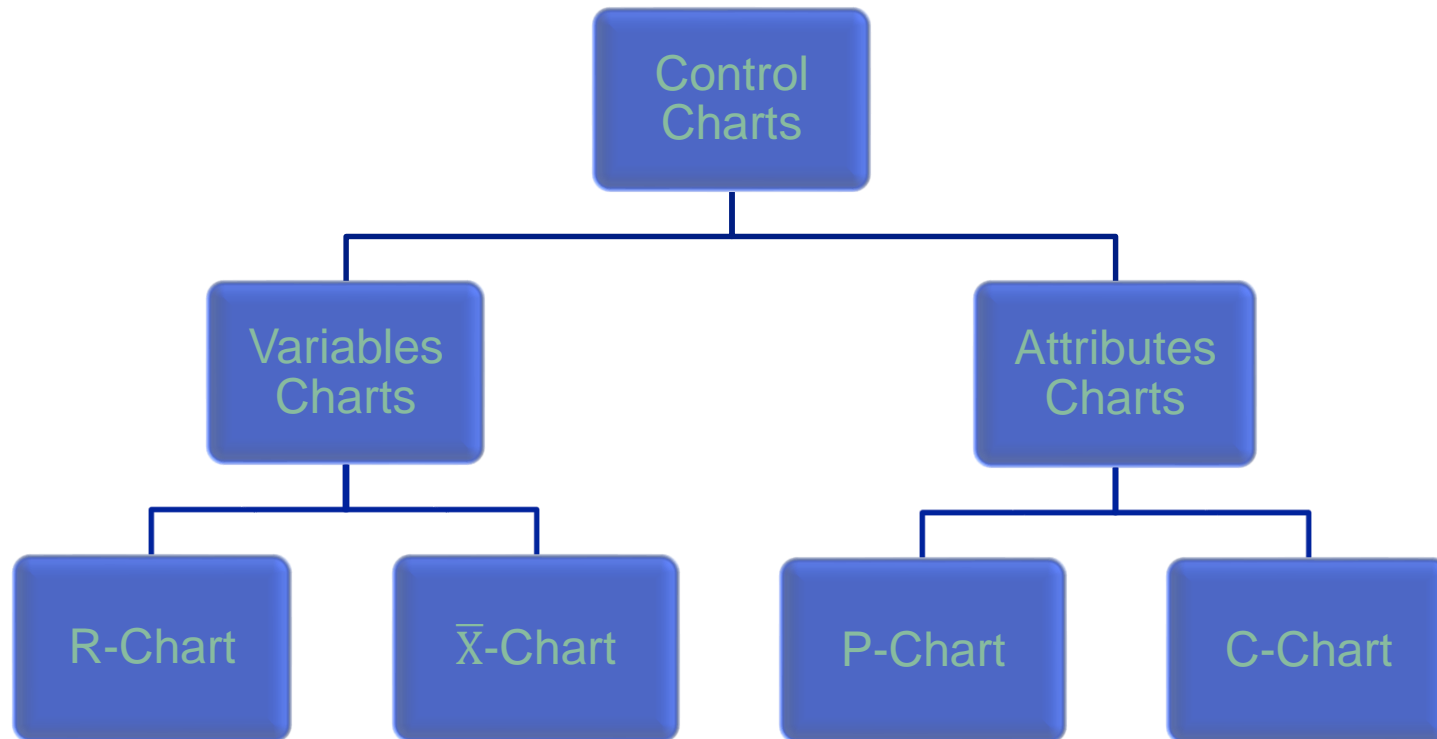 Control
Charts
Variables
Charts
Attributes
Charts
R-Chart
X̅-Chart
P-Chart
C-Chart